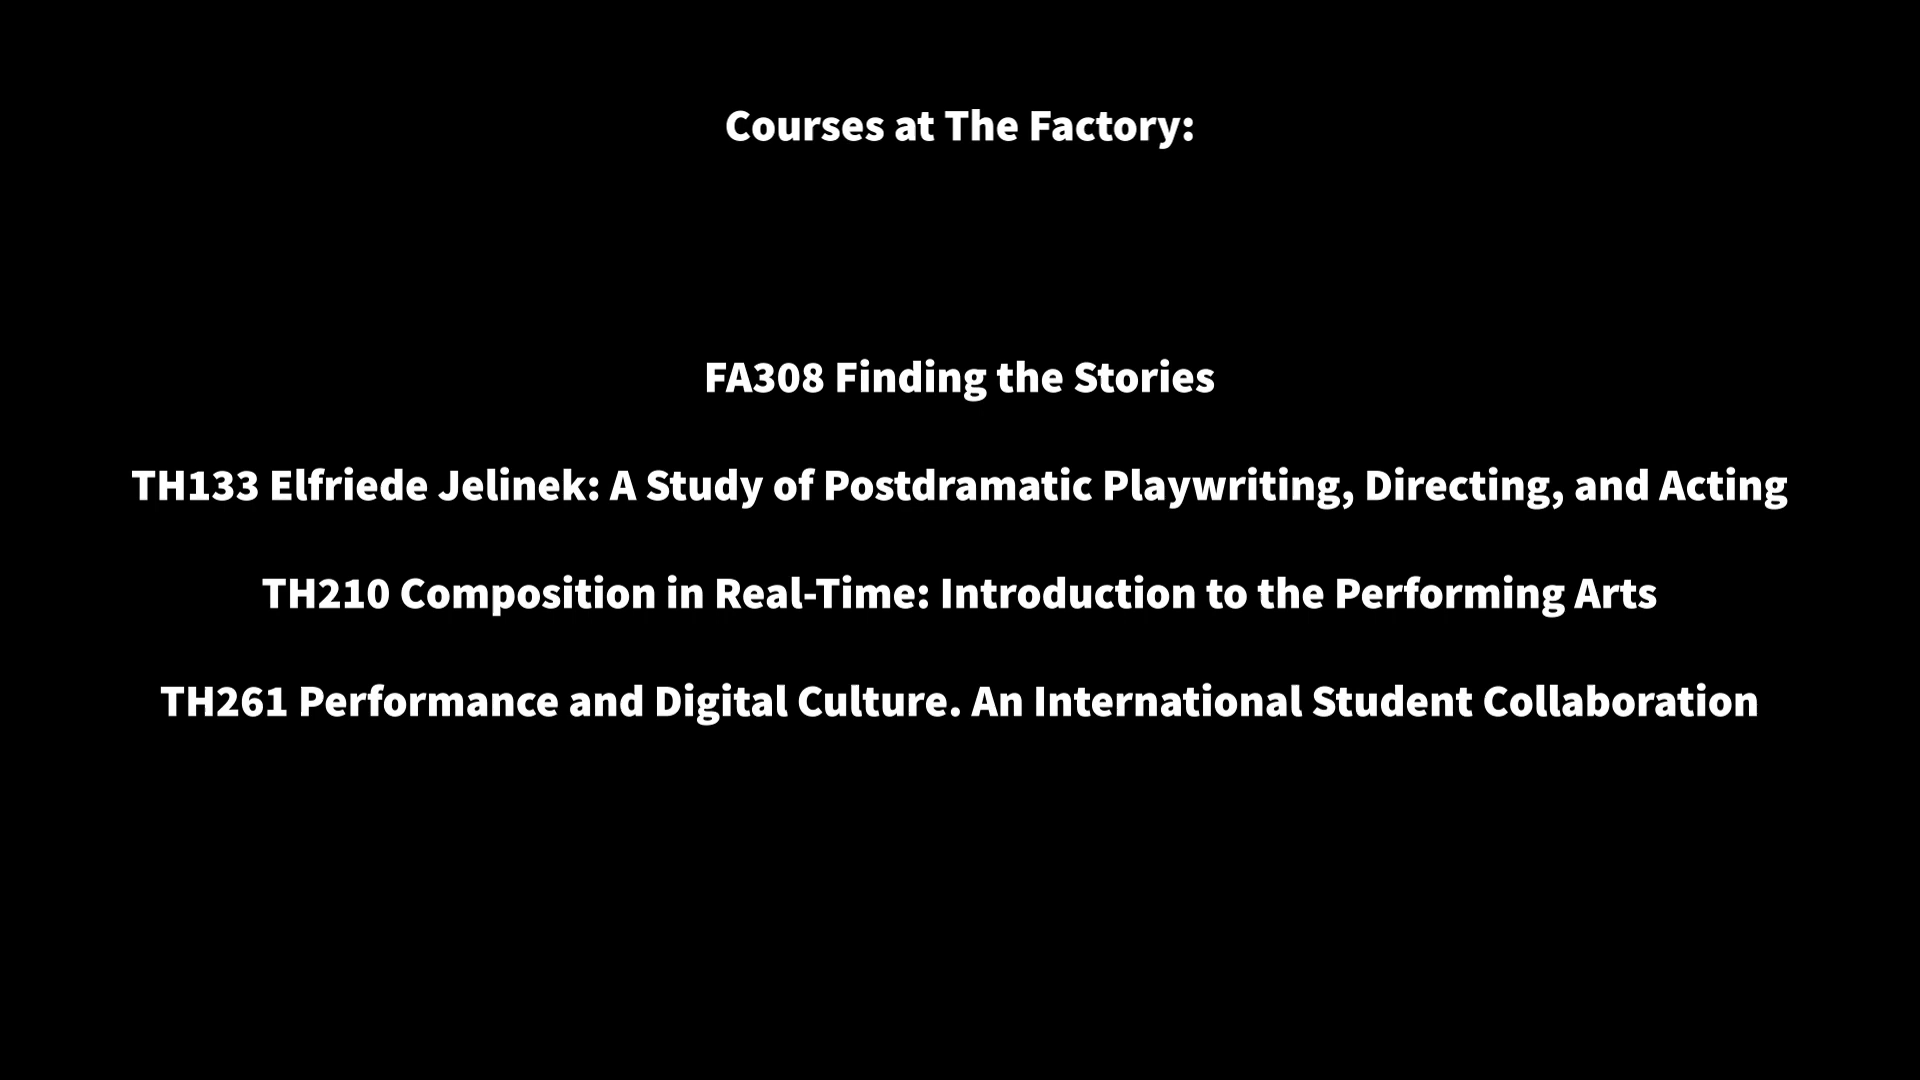 Courses at The Factory:
FA308 Finding the Stories
TH133 Elfriede Jelinek: A Study of Postdramatic Playwriting, Directing, and Acting
TH210 Composition in Real-Time: Introduction to the Performing Arts
TH261 Performance and Digital Culture. An International Student Collaboration